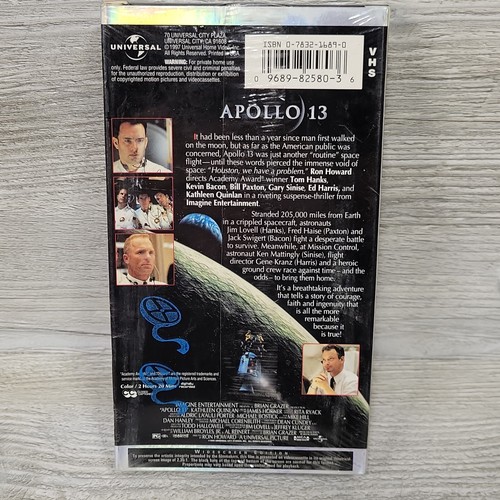 UNIVERSAL
70 UNIVERSAL CITY PLAZA
UNIVERSAL CITY, CA 91608
© 1997 Universal Home Video, Inc.
All Rights Reserved. Printed in USA.
WARNING: For private home use
only. Federal law provides severe civil and criminal penalties
for the unauthorized reproduction, distribution or exhibition
of copyrighted motion pictures and videocassettes.
ISBN 0-7832-1689-0
0 9689-82580-3 6
VHS
APOLLO 13
It had been less than a year since man first walked
on the moon, but as far as the American public was
concerned, Apollo 13 was just another "routine" space
flight—until these words pierced the immense void of
space: "Houston, we have a problem." Ron Howard
directs Academy Award® winner Tom Hanks,
Kevin Bacon, Bill Paxton, Gary Sinise, Ed Harris, and
Kathleen Quinlan in a riveting suspense-thriller from
Imagine Entertainment.
Stranded 205,000 miles from Earth
in a crippled spacecraft, astronauts
Jim Lovell (Hanks), Fred Haise (Paxton) and
Jack Swigert (Bacon) fight a desperate battle
to survive. Meanwhile, at Mission Control,
astronaut Ken Mattingly (Sinise), flight
director Gene Kranz (Harris) and a heroic
ground crew race against time—and the
odds—to bring them home.
It's a breathtaking adventure
that tells a story of courage,
faith and ingenuity that
is all the more
remarkable
because it
is true!
Color / 2 Hours 20 Mins
IMAGINE ENTERTAINMENT BRIAN GRAZER
"APOLLO 13" KATHLEEN QUINLAN JAMES HORNER RITA RYACK
MICHAEL BOSTICK MIKE HILL
DAN HANLEY MICHAEL CORENBLITH DEAN CUNDEY
TODD HALLOWELL JIM LOVELL JEFFREY KLUGER
WILLIAM BROYLES, JR. AL REINERT BRIAN GRAZER
PG RON HOWARD A UNIVERSAL PICTURE
WIDESCREEN EDITION